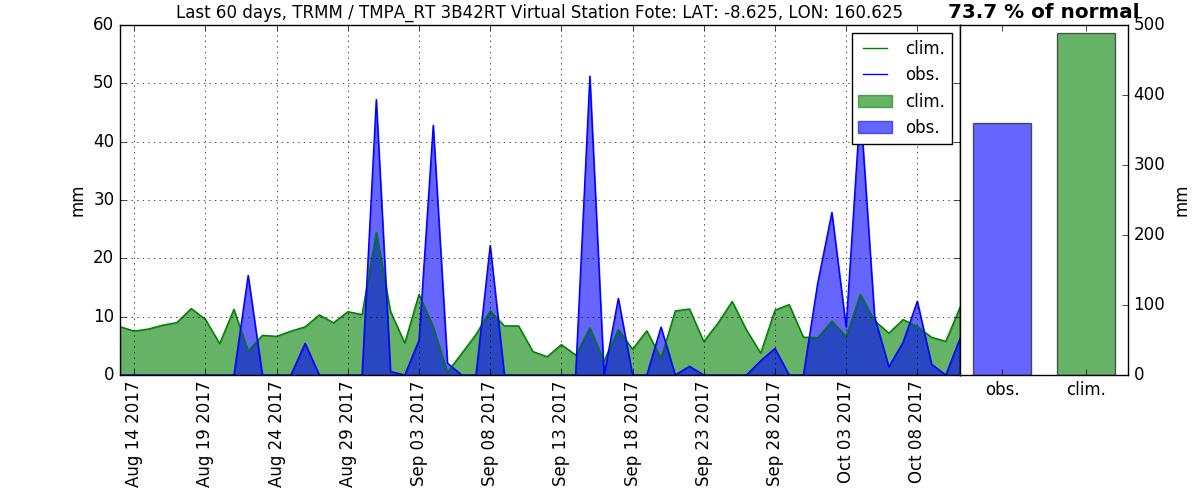 Last 60 days, TRMM / TMPA_RT 3B42RT Virtual Station Fote: LAT: -8.625, LON: 160.625
73.7 % of normal
60
50
40
30
20
10
0
mm
clim.
obs.
clim.
obs.
500
400
300
200
100
0
mm
obs.
clim.
Aug 14 2017
Aug 19 2017
Aug 24 2017
Aug 29 2017
Sep 03 2017
Sep 08 2017
Sep 13 2017
Sep 18 2017
Sep 23 2017
Sep 28 2017
Oct 03 2017
Oct 08 2017